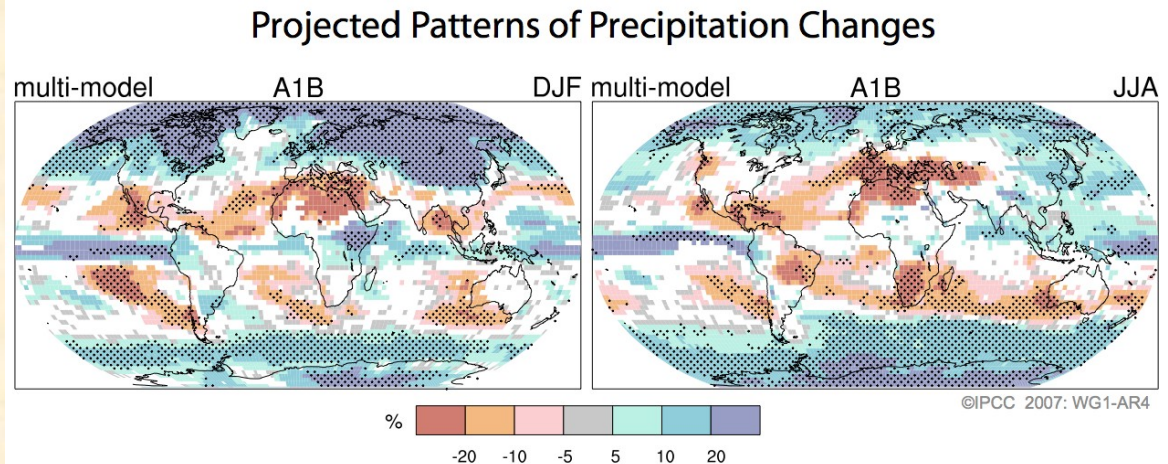 Projected Patterns of Precipitation Changes
multi-model A1B DJF
multi-model A1B JJA
©IPCC 2007: WG1-AR4
%
-20 -10 -5 5 10 20